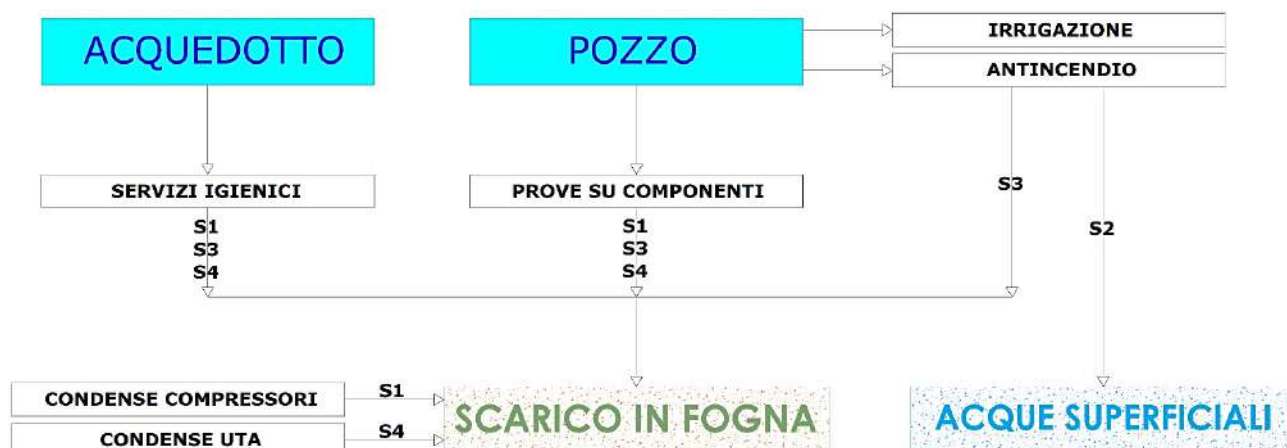 ACQUEDOTTO
POZZO
IRRIGAZIONE
ANTINCENDIO
SERVIZI IGIENICI
PROVE SU COMPONENTI
S3
S2
S1
S3
S4
S1
S3
S4
CONDENSE COMPRESSORI
S1
CONDENSE UTA
S4
SCARICO IN FOGNA
ACQUE SUPERFICIALI